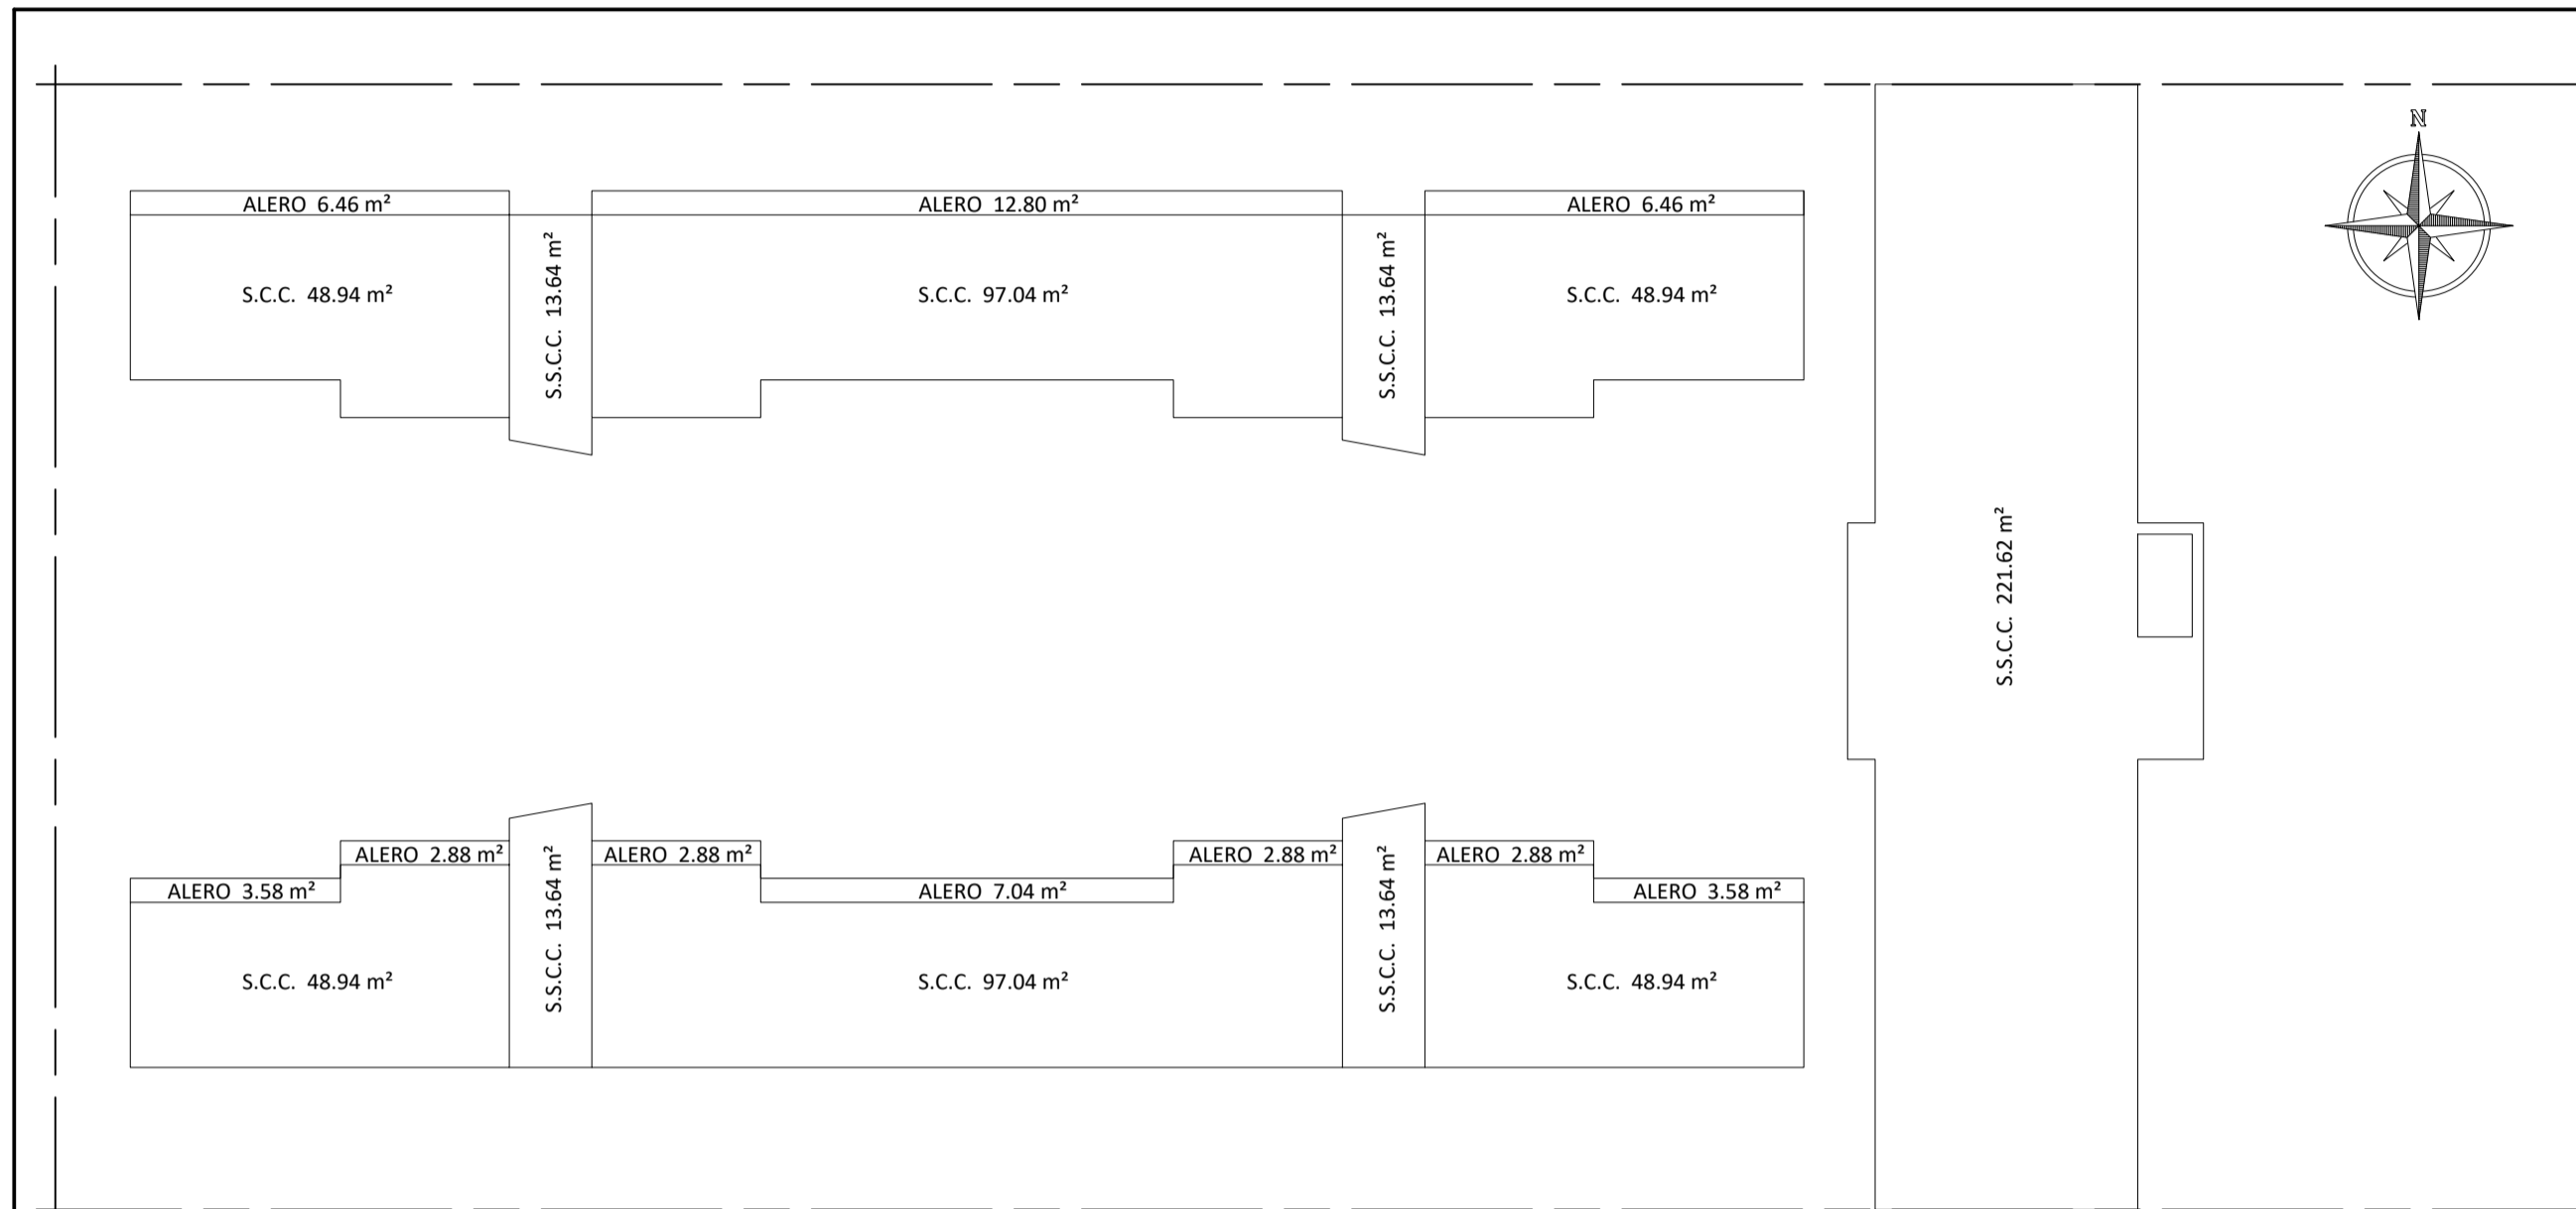 N
ALERO 6.46 m²
ALERO 12.80 m²
ALERO 6.46 m²
S.C.C. 48.94 m²
S.S.C.C. 13.64 m²
S.C.C. 97.04 m²
S.S.C.C. 13.64 m²
S.C.C. 48.94 m²
S.S.C.C. 221.62 m²
ALERO 2.88 m²
ALERO 2.88 m²
ALERO 2.88 m²
ALERO 2.88 m²
ALERO 3.58 m²
ALERO 7.04 m²
ALERO 3.58 m²
S.C.C. 48.94 m²
S.S.C.C. 13.64 m²
S.C.C. 97.04 m²
S.S.C.C. 13.64 m²
S.C.C. 48.94 m²